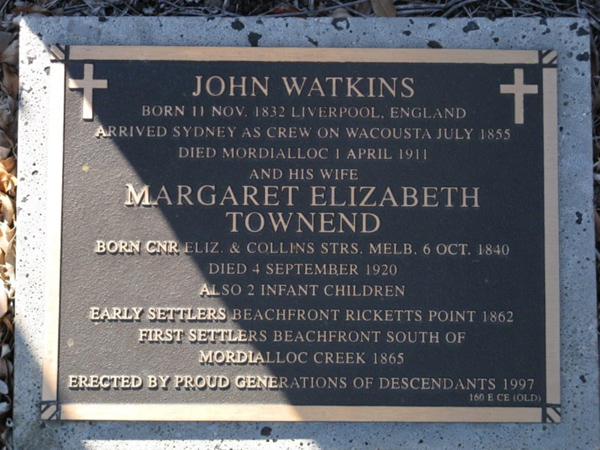 JOHN WATKINS
BORN 11 NOV. 1832 LIVERPOOL, ENGLAND
ARRIVED SYDNEY AS CREW ON WACOUSTA JULY 1855
DIED MORDIALLOC 1 APRIL 1911
AND HIS WIFE
MARGARET ELIZABETH
TOWNEND
BORN CNR ELIZ. & COLLINS STRS. MELB. 6 OCT. 1840
DIED 4 SEPTEMBER 1920
ALSO 2 INFANT CHILDREN
EARLY SETTLERS BEACHFRONT RICKETTS POINT 1862
FIRST SETTLERS BEACHFRONT SOUTH OF
MORDIALLOC CREEK 1865
ERECTED BY PROUD GENERATIONS OF DESCENDANTS 1997
160 E CE (OLD)